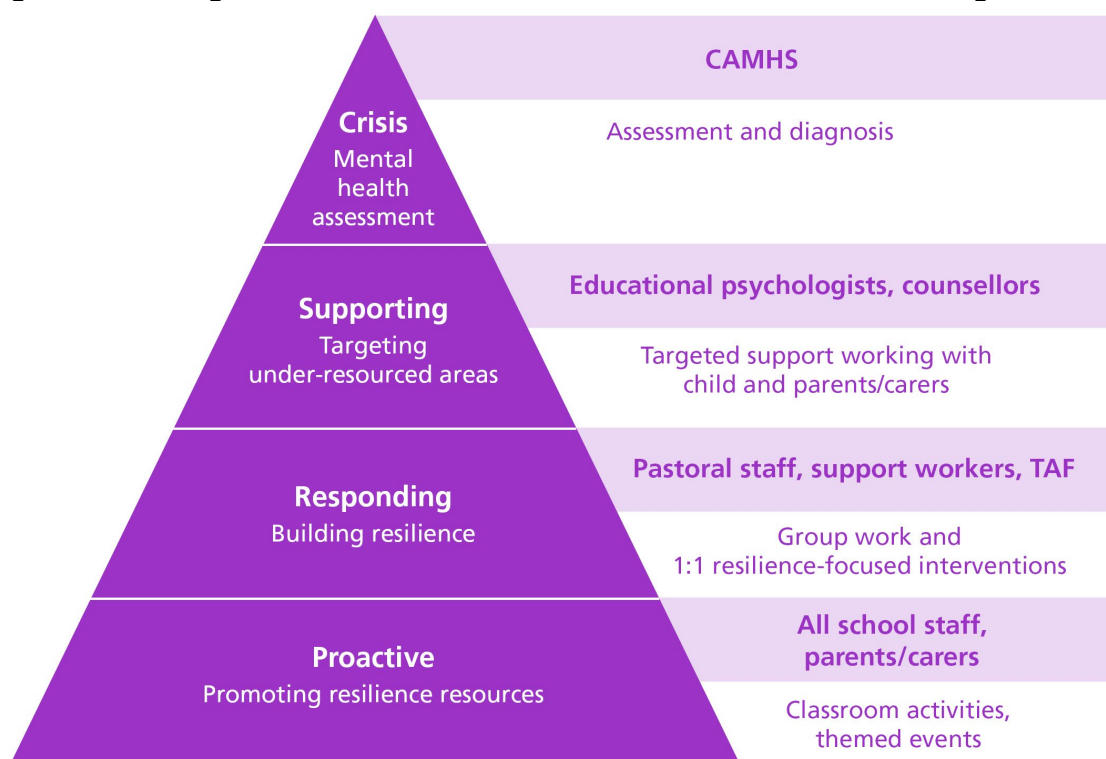 CAMHS
Crisis
Mental
health
assessment
Assessment and diagnosis
Supporting
Targeting
under-resourced areas
Educational psychologists, counsellors
Targeted support working with
child and parents/carers
Responding
Building resilience
Pastoral staff, support workers, TAF
Group work and
1:1 resilience-focused interventions
Proactive
Promoting resilience resources
All school staff,
parents/carers
Classroom activities,
themed events